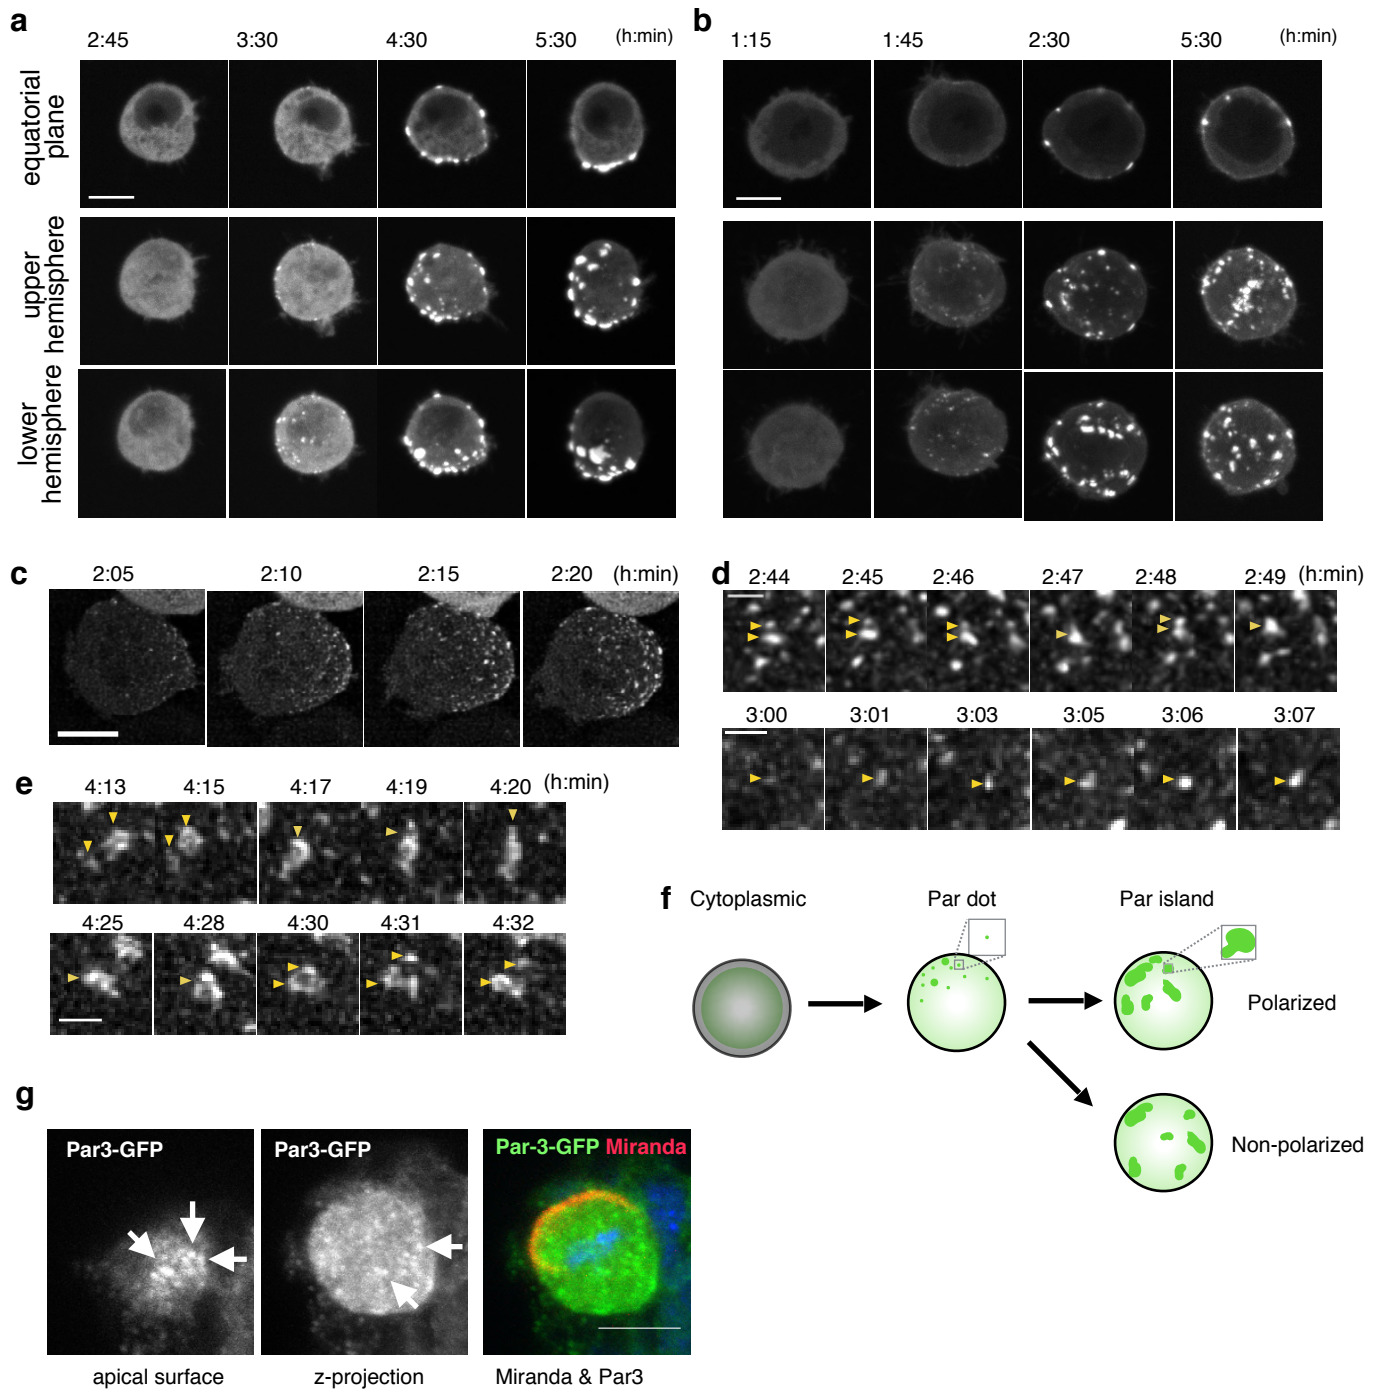 a
2:45 3:30 4:30 5:30 (h:min)
equatorial
plane
upper
hemisphere
lower
hemisphere
b
1:15 1:45 2:30 5:30 (h:min)
c
2:05 2:10 2:15 2:20 (h:min)
d
2:44 2:45 2:46 2:47 2:48 2:49 (h:min)
3:00 3:01 3:03 3:05 3:06 3:07
e
4:13 4:15 4:17 4:19 4:20 (h:min)
4:25 4:28 4:30 4:31 4:32
f
Cytoplasmic Par dot Par island
Polarized
Non-polarized
g
Par3-GFP Par3-GFP Par-3-GFP Miranda
apical surface z-projection Miranda & Par3